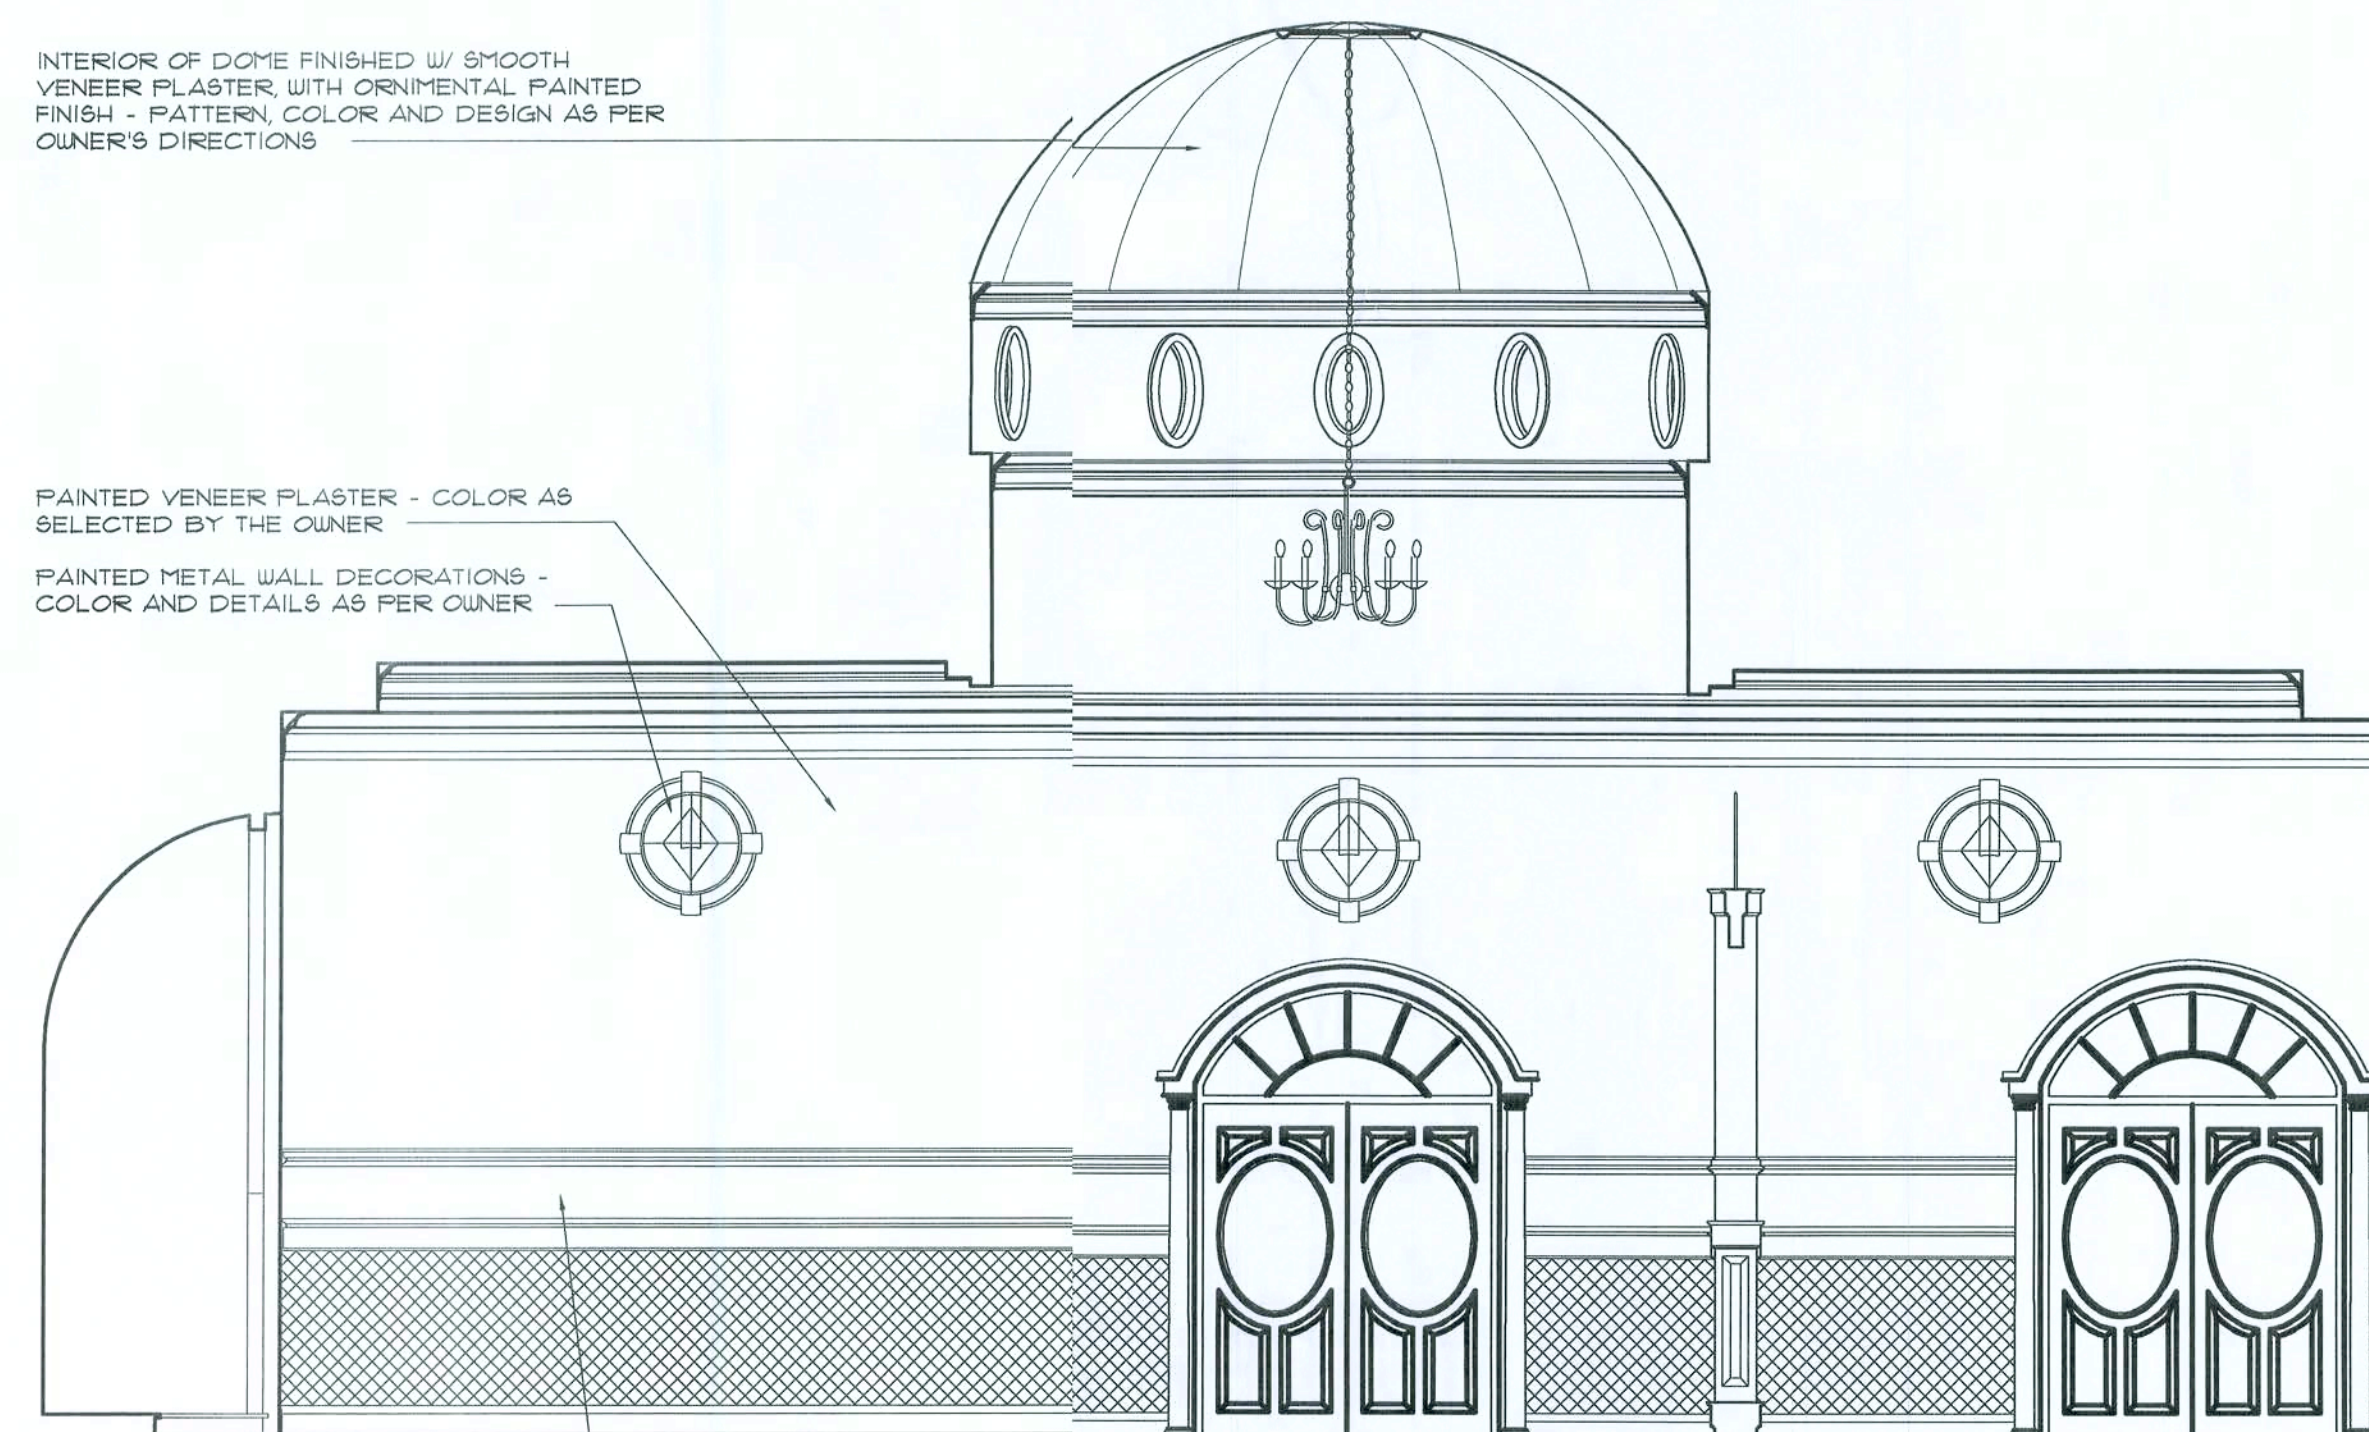 INTERIOR OF DOME FINISHED W/ SMOOTH
VENEER PLASTER, WITH ORNIMENTAL PAINTED
FINISH - PATTERN, COLOR AND DESIGN AS PER
OWNER'S DIRECTIONS
PAINTED VENEER PLASTER - COLOR AS
SELECTED BY THE OWNER
PAINTED METAL WALL DECORATIONS -
COLOR AND DETAILS AS PER OWNER